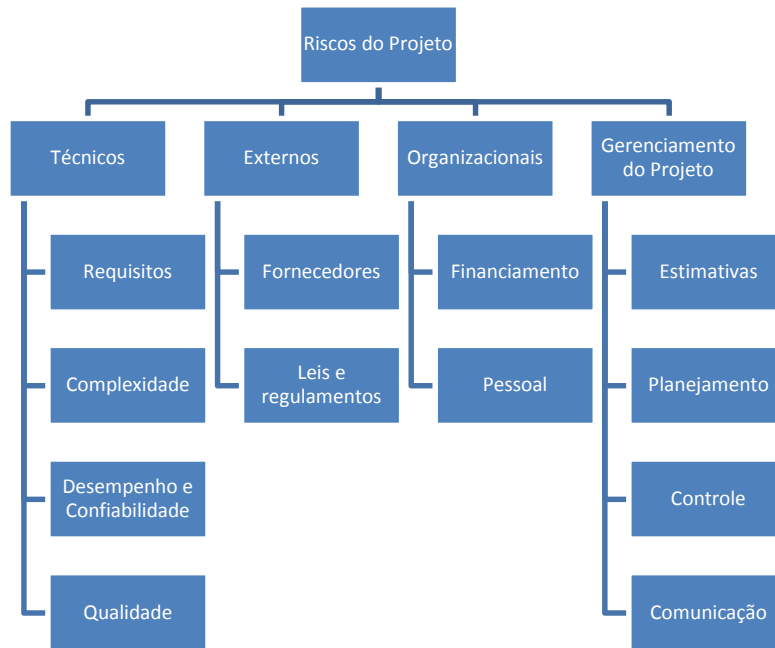 Riscos do Projeto
Técnicos
Externos
Organizacionais
Gerenciamento
do Projeto
Requisitos
Fornecedores
Financiamento
Estimativas
Complexidade
Leis e
regulamentos
Pessoal
Planejamento
Desempenho e
Confiabilidade
Controle
Qualidade
Comunicação